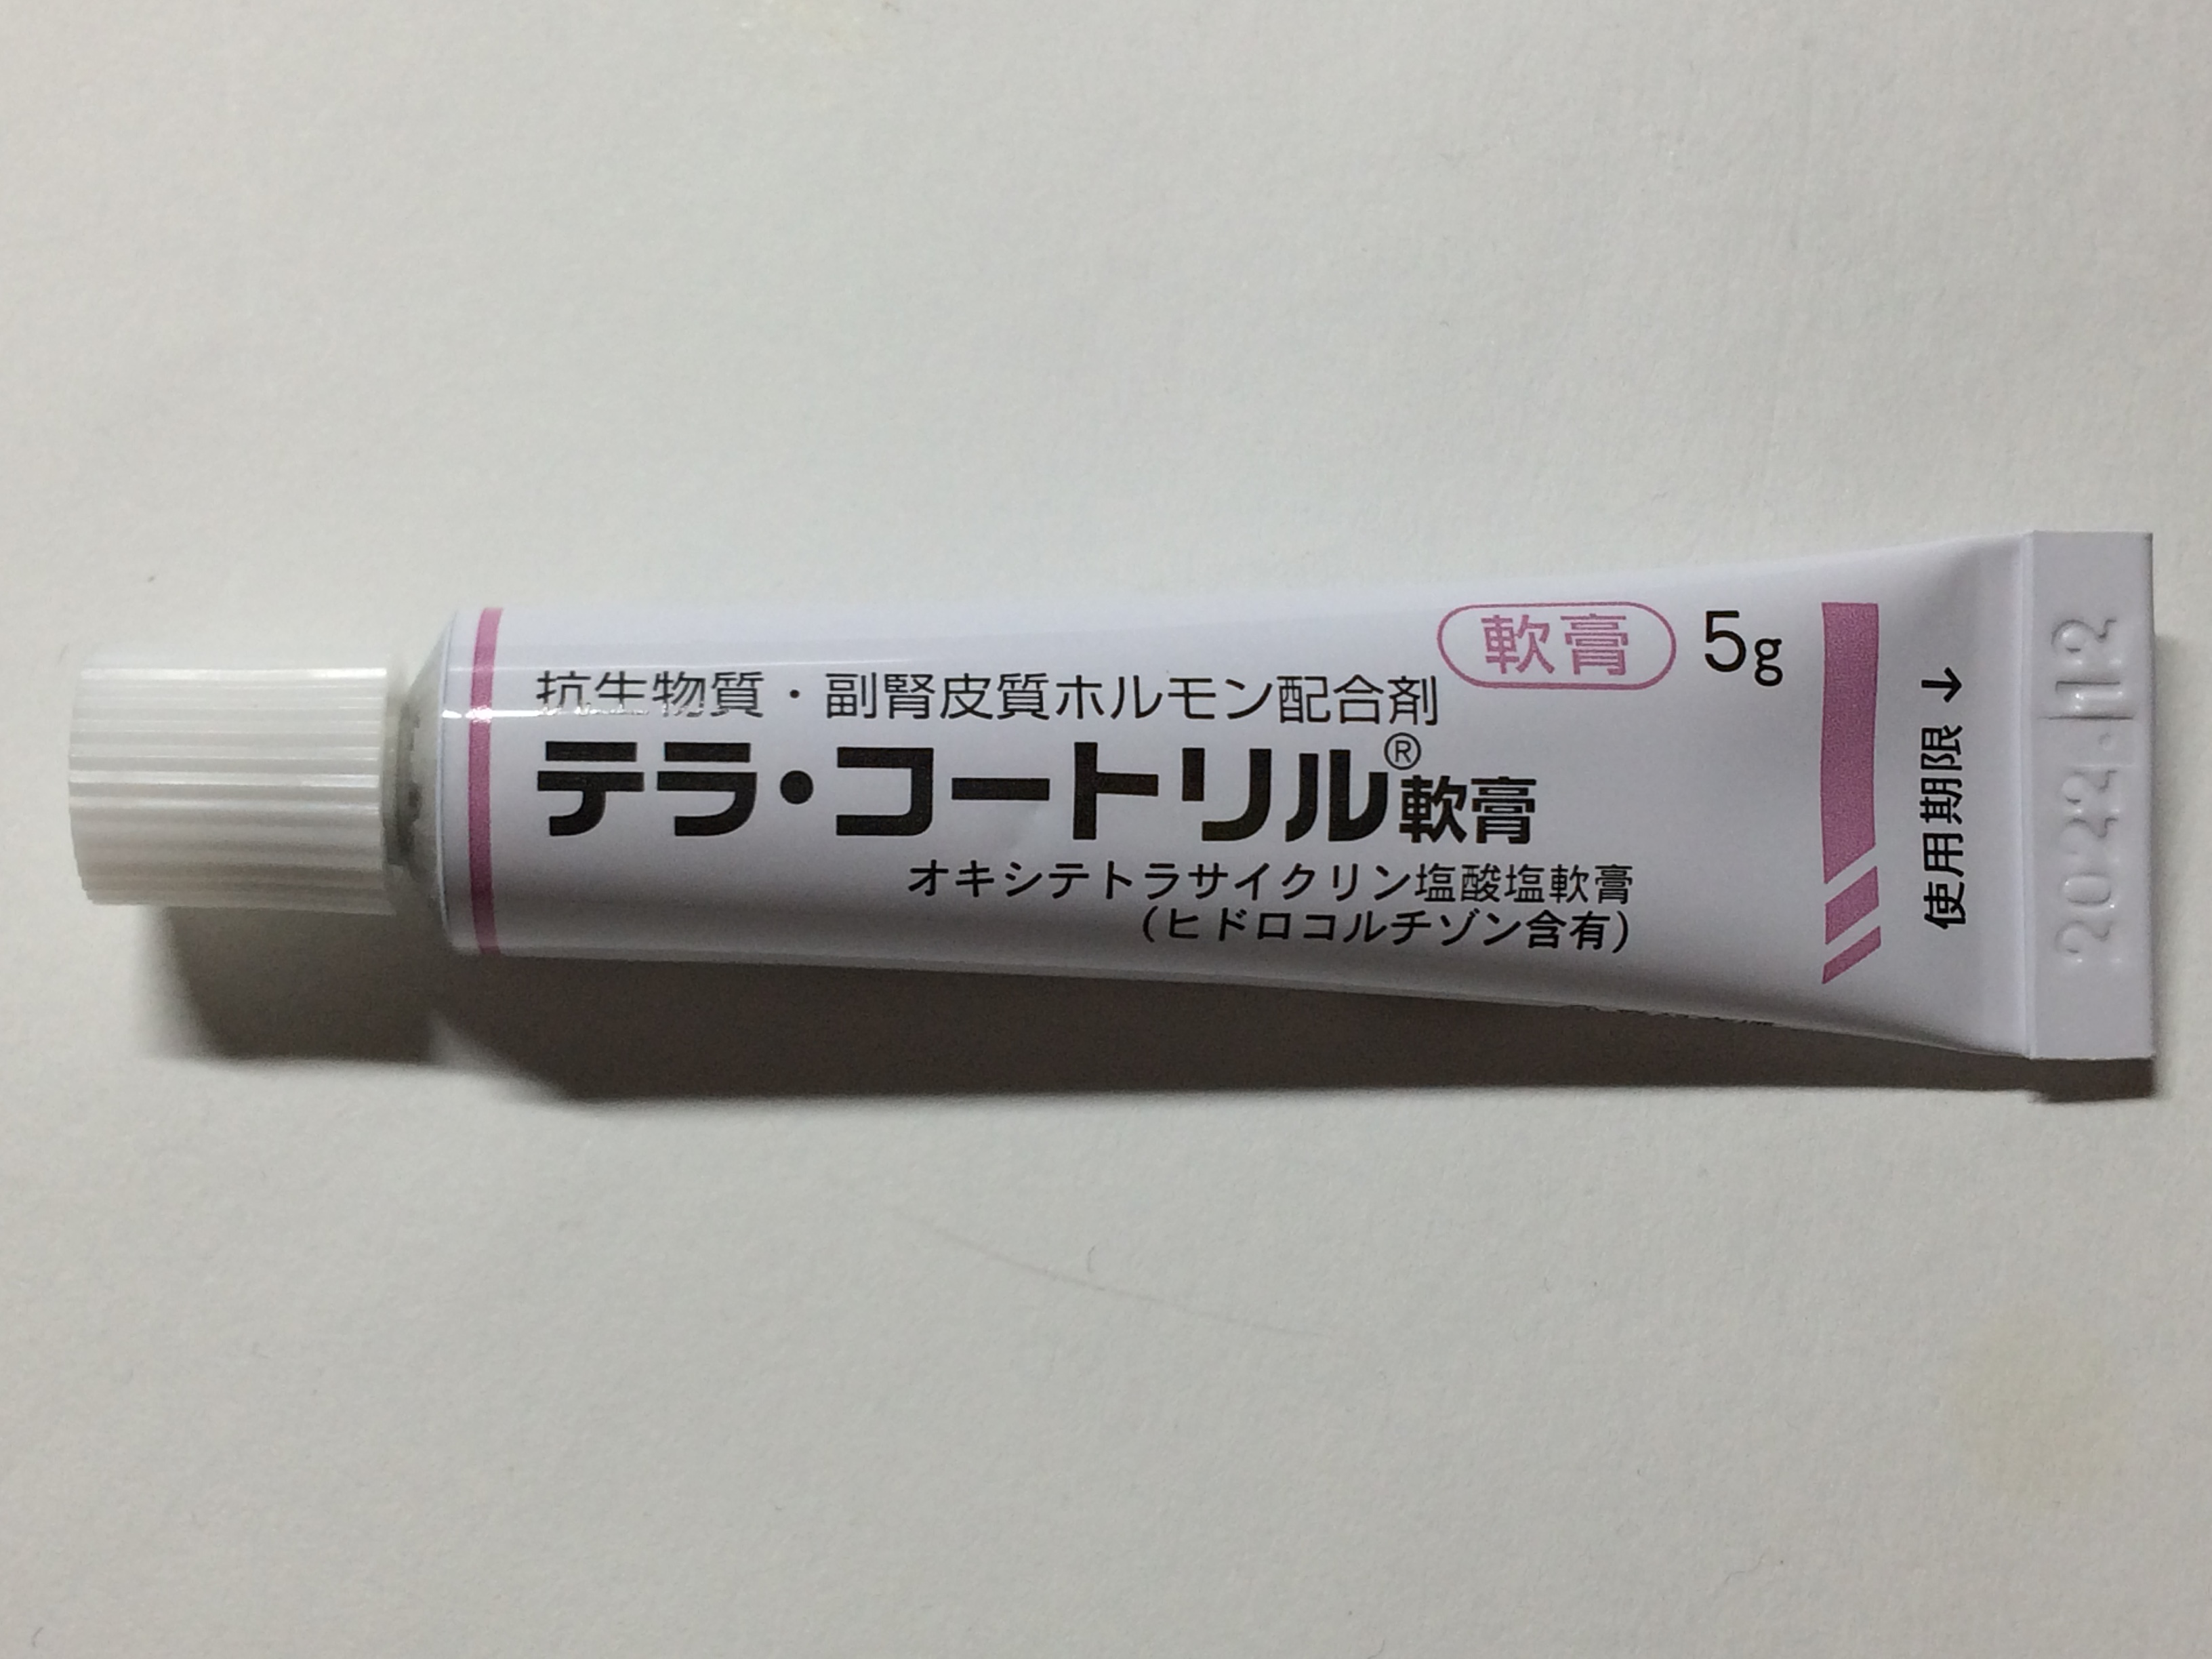 軟膏 5g
抗生物質・副腎皮質ホルモン配合剤
テラ・コートリル®軟膏
オキシテトラサイクリン塩酸塩軟膏
(ヒドロコルチゾン含有)
使用期限→
2022.12